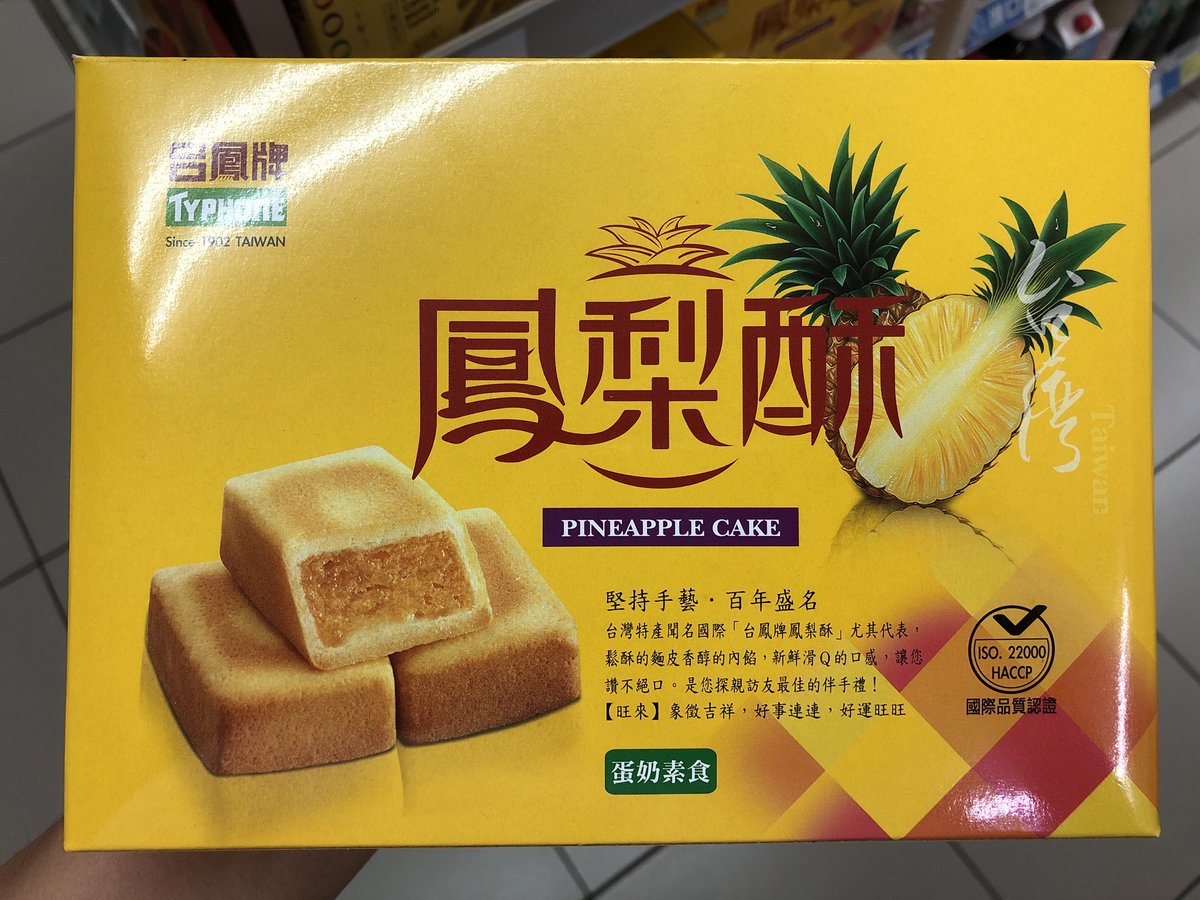 台鳳牌
TYPHONE
Since 1902 TAIWAN
鳳梨酥
台灣
Taiwan
PINEAPPLE CAKE
堅持手藝・百年盛名
台灣特產聞名國際「台鳳牌鳳梨酥」尤其代表，
鬆酥的麵皮香醇的內餡，新鮮滑Q的口感，讓您
讚不絕口。是您探親訪友最佳的伴手禮！
【旺來】象徵吉祥，好事連連，好運旺旺
ISO. 22000
HACCP
國際品質認證
蛋奶素食